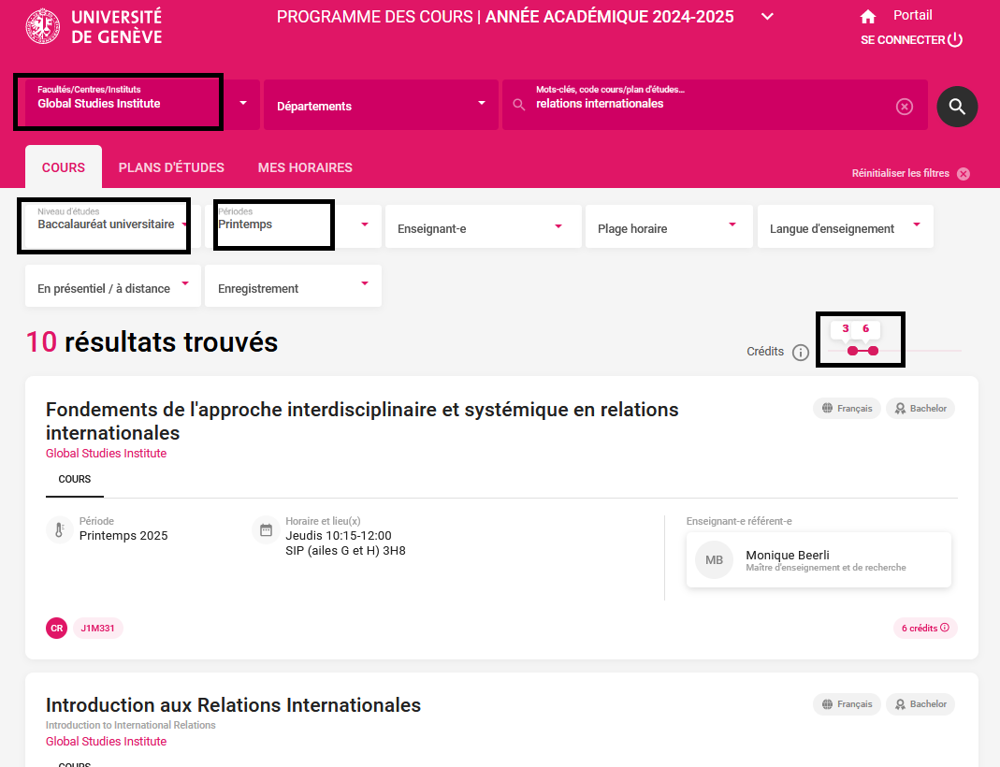 UNIVERSITÉ
DE GENÈVE
PROGRAMME DES COURS | ANNÉE ACADÉMIQUE 2024-2025
Portail
SE CONNECTER
Facultés/Centres/Instituts
Global Studies Institute
Départements
Mots-clés, code cours/plan d'études...
relations internationales
COURS
PLANS D'ÉTUDES
MES HORAIRES
Réinitialiser les filtres
Niveau d'études
Baccalauréat universitaire
Périodes
Printemps
Enseignant-e
Plage horaire
Langue d'enseignement
En présentiel / à distance
Enregistrement
10 résultats trouvés
Crédits
3 6
Fondements de l'approche interdisciplinaire et systémique en relations
internationales
Français
Bachelor
Global Studies Institute
COURS
Période
Printemps 2025
Horaire et lieu(x)
Jeudis 10:15-12:00
SIP (ailes G et H) 3H8
Enseignant-e référent-e
MB
Monique Beerli
Maître d'enseignement et de recherche
CR
J1M331
6 crédits
Introduction aux Relations Internationales
Français
Bachelor
Introduction to International Relations
Global Studies Institute
COURS